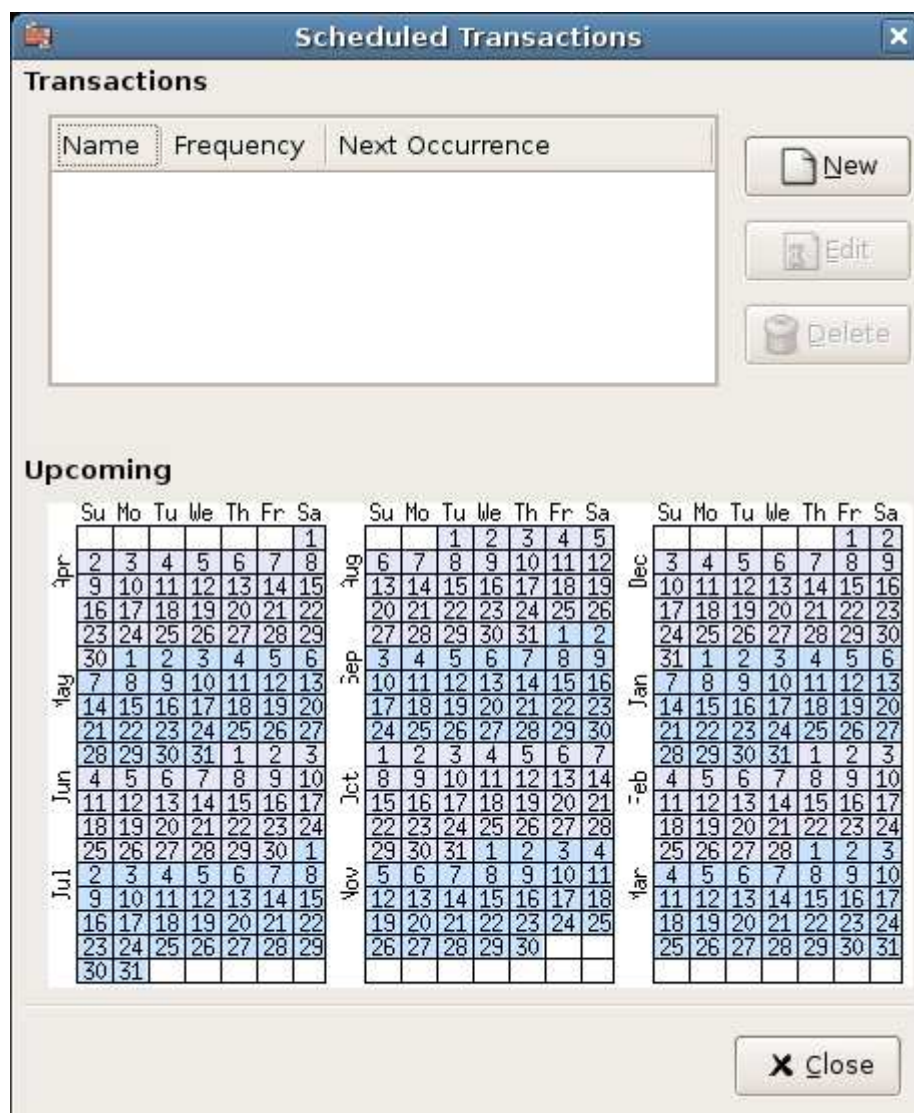 Scheduled Transactions
Transactions
Name Frequency Next Occurrence
New
Edit
Delete
Upcoming
Su Mo Tu We Th Fr Sa
Apr
1
2 3 4 5 6 7 8
9 10 11 12 13 14 15
16 17 18 19 20 21 22
23 24 25 26 27 28 29
30 1 2 3 4 5 6
May
7 8 9 10 11 12 13
14 15 16 17 18 19 20
21 22 23 24 25 26 27
28 29 30 31 1 2 3
Jun
4 5 6 7 8 9 10
11 12 13 14 15 16 17
18 19 20 21 22 23 24
25 26 27 28 29 30 1
Jul
2 3 4 5 6 7 8
9 10 11 12 13 14 15
16 17 18 19 20 21 22
23 24 25 26 27 28 29
30 31
Su Mo Tu We Th Fr Sa
Aug
1 2 3 4 5
6 7 8 9 10 11 12
13 14 15 16 17 18 19
20 21 22 23 24 25 26
27 28 29 30 31 1 2
Sep
3 4 5 6 7 8 9
10 11 12 13 14 15 16
17 18 19 20 21 22 23
24 25 26 27 28 29 30
Oct
1 2 3 4 5 6 7
8 9 10 11 12 13 14
15 16 17 18 19 20 21
22 23 24 25 26 27 28
29 30 31 1 2 3 4
Nov
5 6 7 8 9 10 11
12 13 14 15 16 17 18
19 20 21 22 23 24 25
26 27 28 29 30
Su Mo Tu We Th Fr Sa
Dec
1 2
3 4 5 6 7 8 9
10 11 12 13 14 15 16
17 18 19 20 21 22 23
24 25 26 27 28 29 30
31 1 2 3 4 5 6
Jan
7 8 9 10 11 12 13
14 15 16 17 18 19 20
21 22 23 24 25 26 27
28 29 30 31 1 2 3
Feb
4 5 6 7 8 9 10
11 12 13 14 15 16 17
18 19 20 21 22 23 24
25 26 27 28 1 2 3
Mar
4 5 6 7 8 9 10
11 12 13 14 15 16 17
18 19 20 21 22 23 24
25 26 27 28 29 30 31
Close